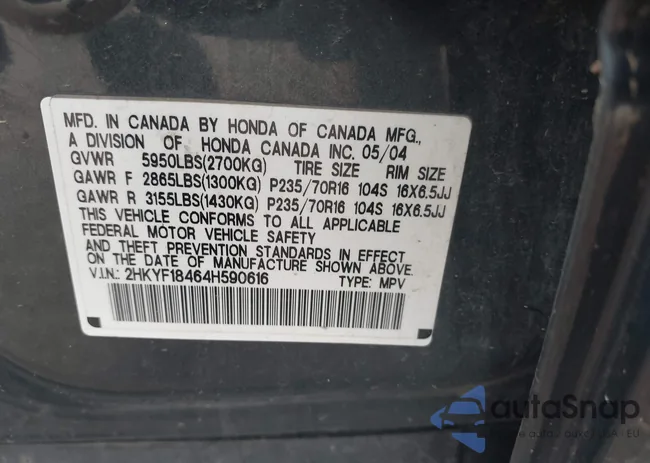 MFD. IN CANADA BY HONDA OF CANADA MFG.,
A DIVISION OF HONDA CANADA INC. 05/04
GVWR 5950LBS(2700KG) TIRE SIZE RIM SIZE
GAWR F 2865LBS(1300KG) P235/70R16 104S 16X6.5JJ
GAWR R 3155LBS(1430KG) P235/70R16 104S 16X6.5JJ
THIS VEHICLE CONFORMS TO ALL APPLICABLE
FEDERAL MOTOR VEHICLE SAFETY
AND THEFT PREVENTION STANDARDS IN EFFECT
ON THE DATE OF MANUFACTURE SHOWN ABOVE.
V.I.N.: 2HKYF18464H590616 TYPE: MPV
autoSnap